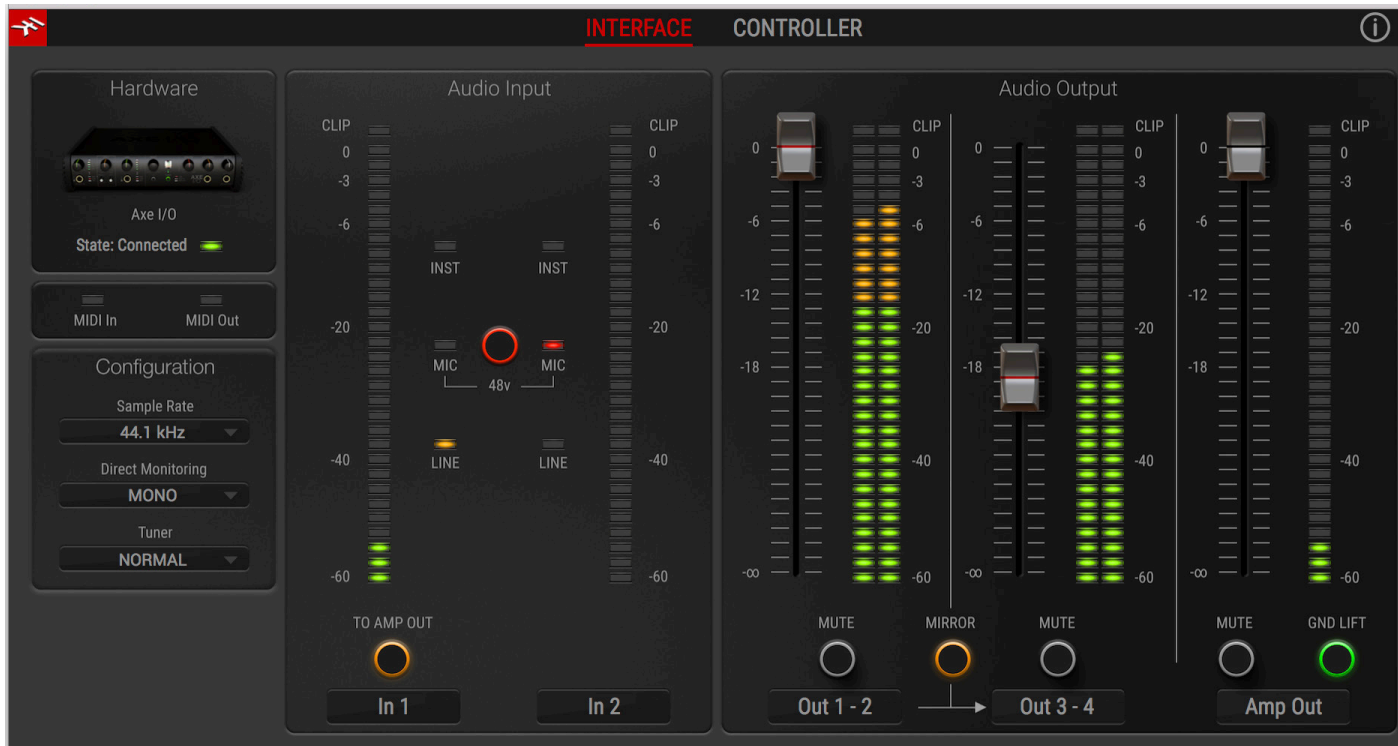 INTERFACE CONTROLLER
Hardware
Axe I/O
State: Connected
MIDI In MIDI Out
Configuration
Sample Rate
44.1 kHz
Direct Monitoring
MONO
Tuner
NORMAL
Audio Input
CLIP CLIP
0 0
-3 -3
-6 -6
INST INST
-20 -20
MIC MIC
48v
-40 LINE LINE -40
-60 -60
TO AMP OUT
In 1 In 2
Audio Output
CLIP CLIP CLIP
0 0 0 0 0 0
-3 -3 -3
-6 -6 -6 -6 -6 -6
-12 -12 -12
-20 -20 -20
-18 -18 -18
-40 -40 -40
-∞ -60 -∞ -60 -∞ -60
MUTE MIRROR MUTE MUTE GND LIFT
Out 1 - 2 Out 3 - 4 Amp Out